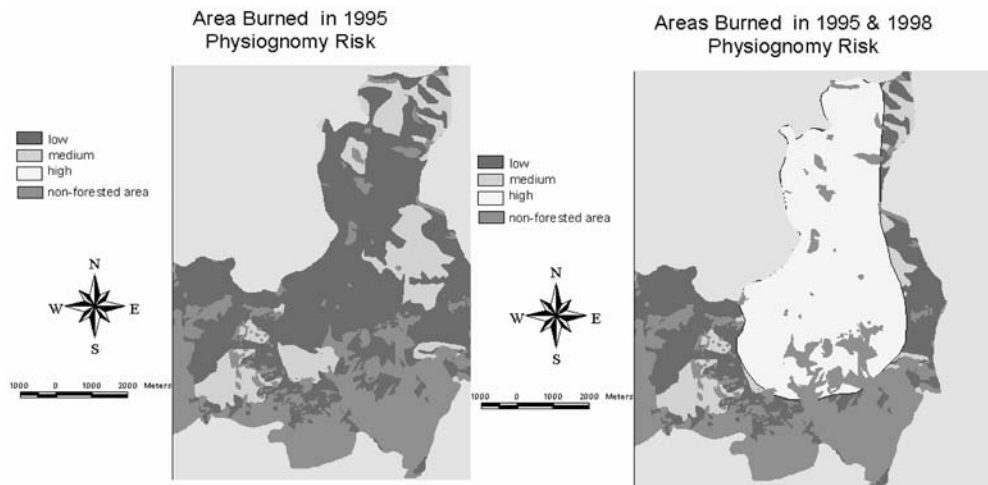 Area Burned in 1995
Physiognomy Risk
low
medium
high
non-forested area
N
W E
S
1000 0 1000 2000 Meters
Areas Burned in 1995 & 1998
Physiognomy Risk
low
medium
high
non-forested area
N
W E
S
1000 0 1000 2000 Meters